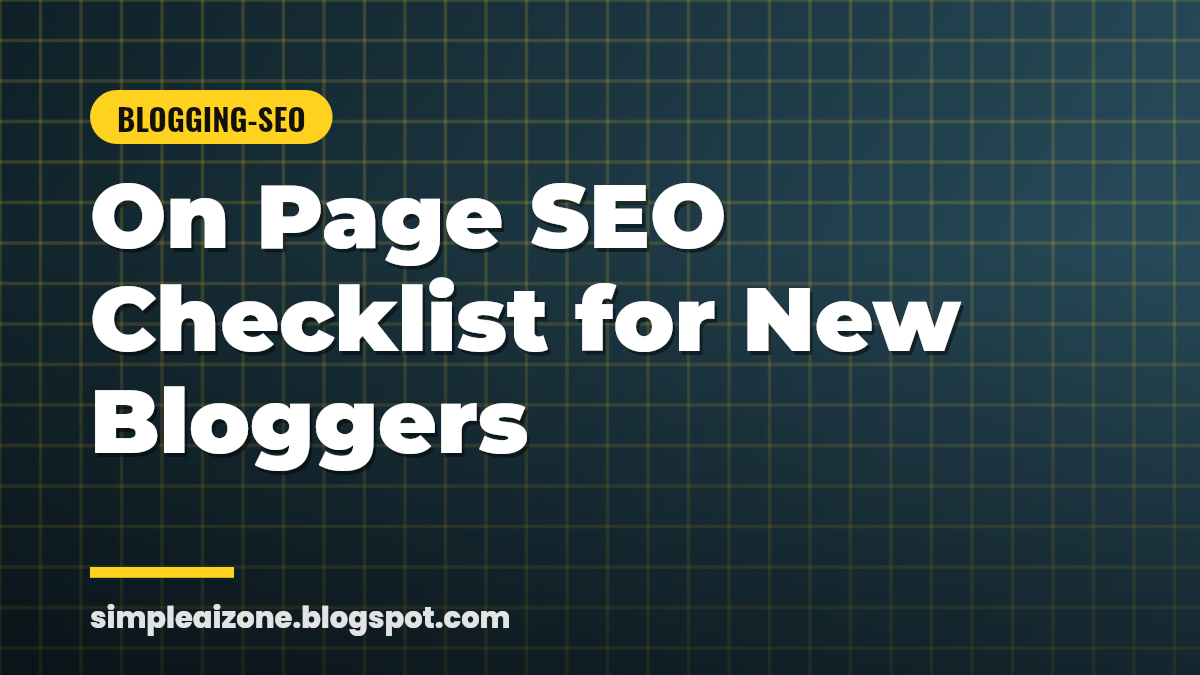 BLOGGING-SEO
On Page SEO
Checklist for New
Bloggers
simpleaizone.blogspot.com